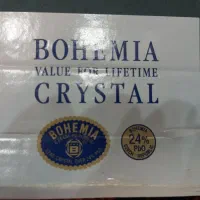 BOHEMIA
VALUE FOR LIFETIME
CRYSTAL
BOHEMIA
B
24%
PbO